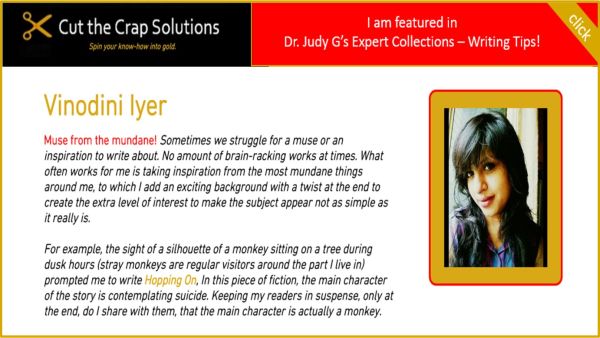 Cut the Crap Solutions
Spin your know-how into gold.
I am featured in
Dr. Judy G's Expert Collections – Writing Tips!
click
Vinodini Iyer
Muse from the mundane! Sometimes we struggle for a muse or an
inspiration to write about. No amount of brain-racking works at times. What
often works for me is taking inspiration from the most mundane things
around me, to which I add an exciting background with a twist at the end to
create the extra level of interest to make the subject appear not as simple as
it really is.
For example, the sight of a silhouette of a monkey sitting on a tree during
dusk hours (stray monkeys are regular visitors around the part I live in)
prompted me to write Hopping On, In this piece of fiction, the main character
of the story is contemplating suicide. Keeping my readers in suspense, only at
the end, do I share with them, that the main character is actually a monkey.